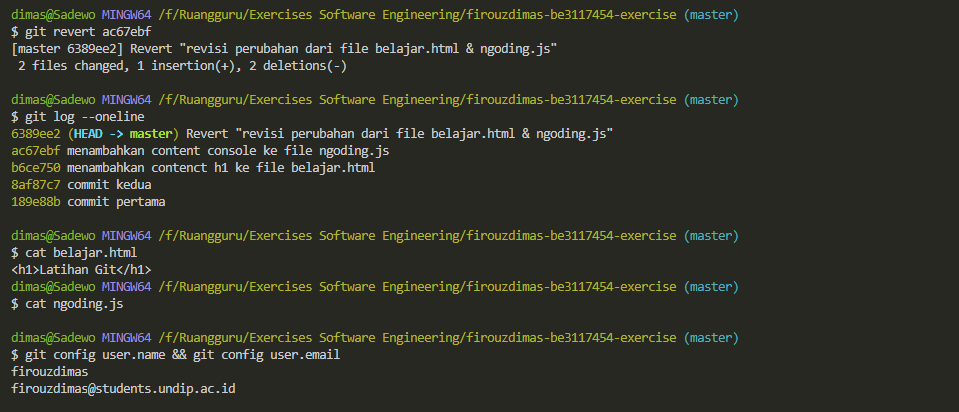 dimas@Sadewo MINGW64 /f/Ruangguru/Exercises Software Engineering/firouzdimas-be3117454-exercise (master)
$ git revert ac67ebf
[master 6389ee2] Revert "revisi perubahan dari file belajar.html & ngoding.js"
 2 files changed, 1 insertion(+), 2 deletions(-)

dimas@Sadewo MINGW64 /f/Ruangguru/Exercises Software Engineering/firouzdimas-be3117454-exercise (master)
$ git log --oneline
6389ee2 (HEAD -> master) Revert "revisi perubahan dari file belajar.html & ngoding.js"
ac67ebf menambahkan content console ke file ngoding.js
b6ce750 menambahkan contenct h1 ke file belajar.html
8af87c7 commit kedua
189e88b commit pertama

dimas@Sadewo MINGW64 /f/Ruangguru/Exercises Software Engineering/firouzdimas-be3117454-exercise (master)
$ cat belajar.html
<h1>Latihan Git</h1>
dimas@Sadewo MINGW64 /f/Ruangguru/Exercises Software Engineering/firouzdimas-be3117454-exercise (master)
$ cat ngoding.js

dimas@Sadewo MINGW64 /f/Ruangguru/Exercises Software Engineering/firouzdimas-be3117454-exercise (master)
$ git config user.name && git config user.email
firouzdimas
firouzdimas@students.undip.ac.id